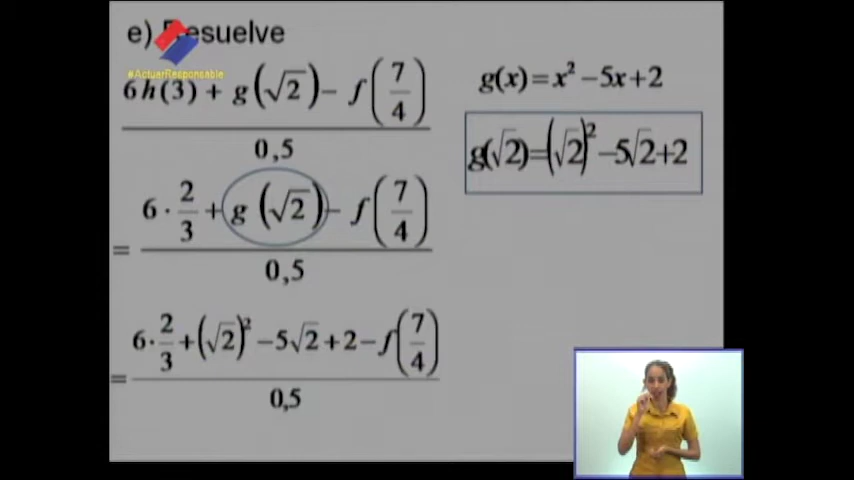 e) Resuelve
#ActuarResponsable
6h(3) + g(√2) − f(7/4)
0,5
= 6 · 2/3 + g (√2) − f(7/4)
0,5
= 6 · 2/3 + (√2)² − 5√2 + 2 − f(7/4)
0,5
g(x) = x² − 5x + 2
g(√2) = (√2)² − 5√2 + 2